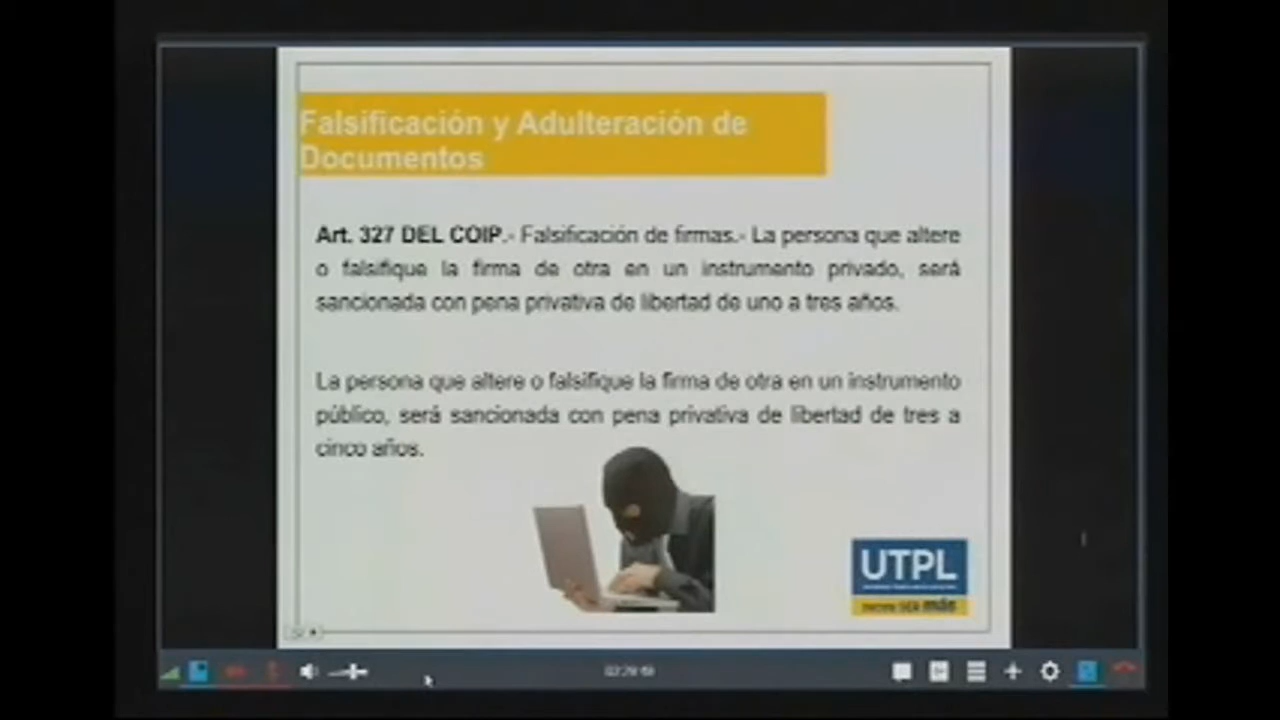 Falsificación y Adulteración de
Documentos
Art. 327 DEL COIP.- Falsificación de firmas.- La persona que altere
o falsifique la firma de otra en un instrumento privado, será
sancionada con pena privativa de libertad de uno a tres años.
La persona que altere o falsifique la firma de otra en un instrumento
público, será sancionada con pena privativa de libertad de tres a
cinco años.
UTPL
más